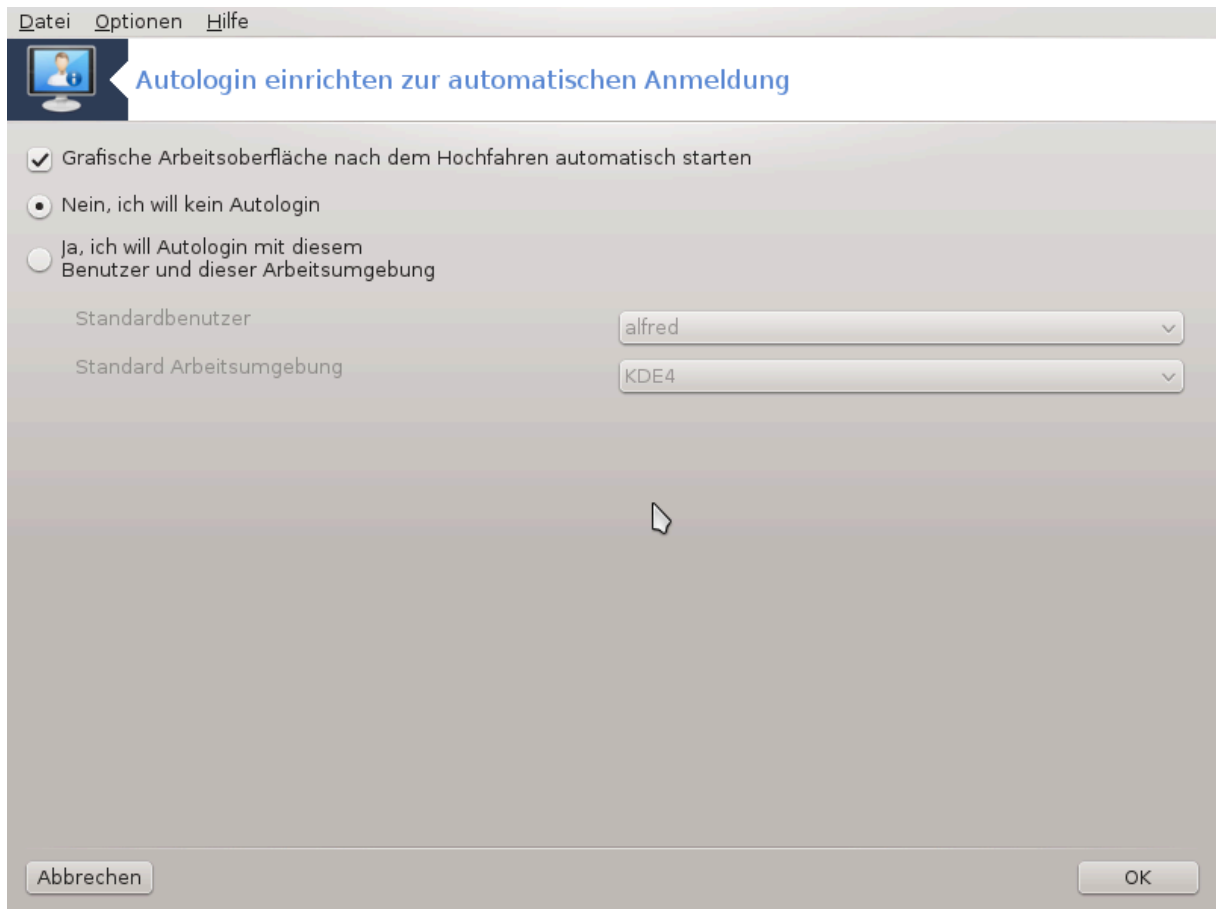 Datei Optionen Hilfe
Autologin einrichten zur automatischen Anmeldung
Grafische Arbeitsoberfläche nach dem Hochfahren automatisch starten
Nein, ich will kein Autologin
Ja, ich will Autologin mit diesem
Benutzer und dieser Arbeitsumgebung
Standardbenutzer alfred
Standard Arbeitsumgebung KDE4
Abbrechen OK